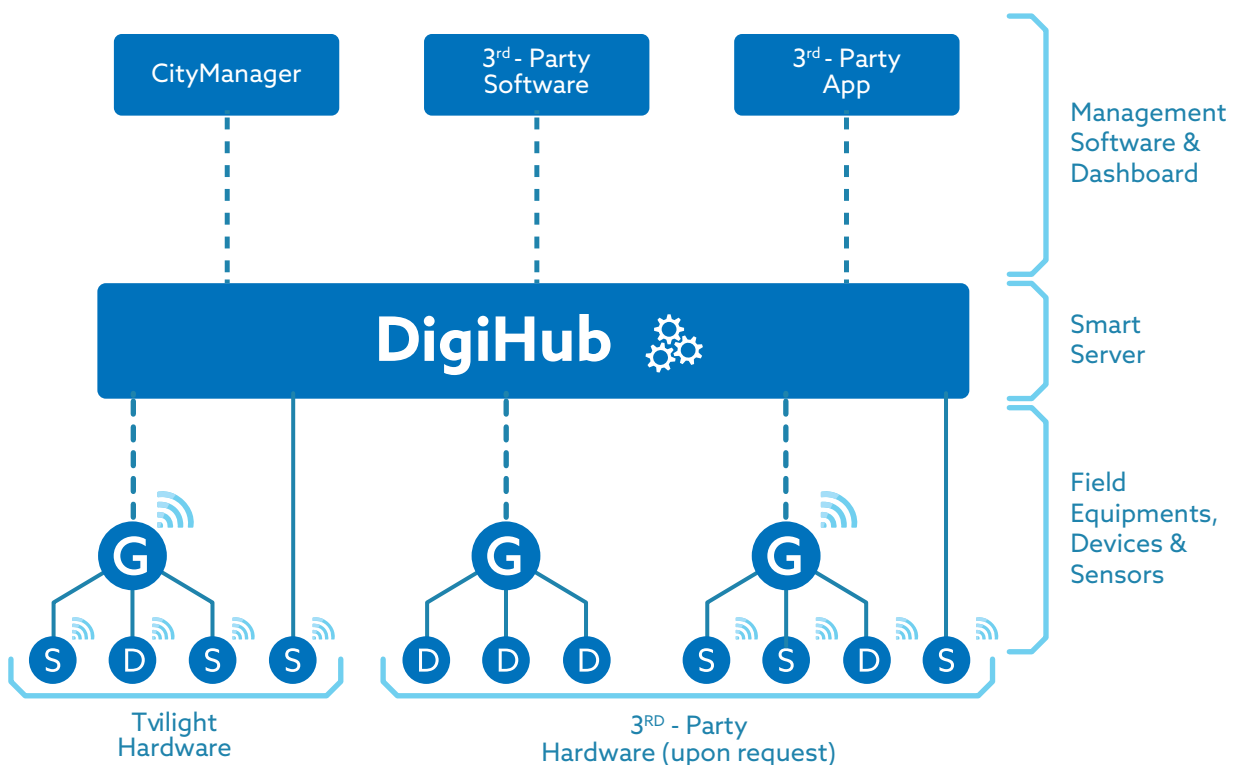 CityManager
3rd - Party
Software
3rd - Party
App
Management
Software &
Dashboard
DigiHub
Smart
Server
Field
Equipments,
Devices &
Sensors
G
G
G
S
D
S
S
D
D
D
S
S
D
S
Tvilight
Hardware
3RD - Party
Hardware (upon request)